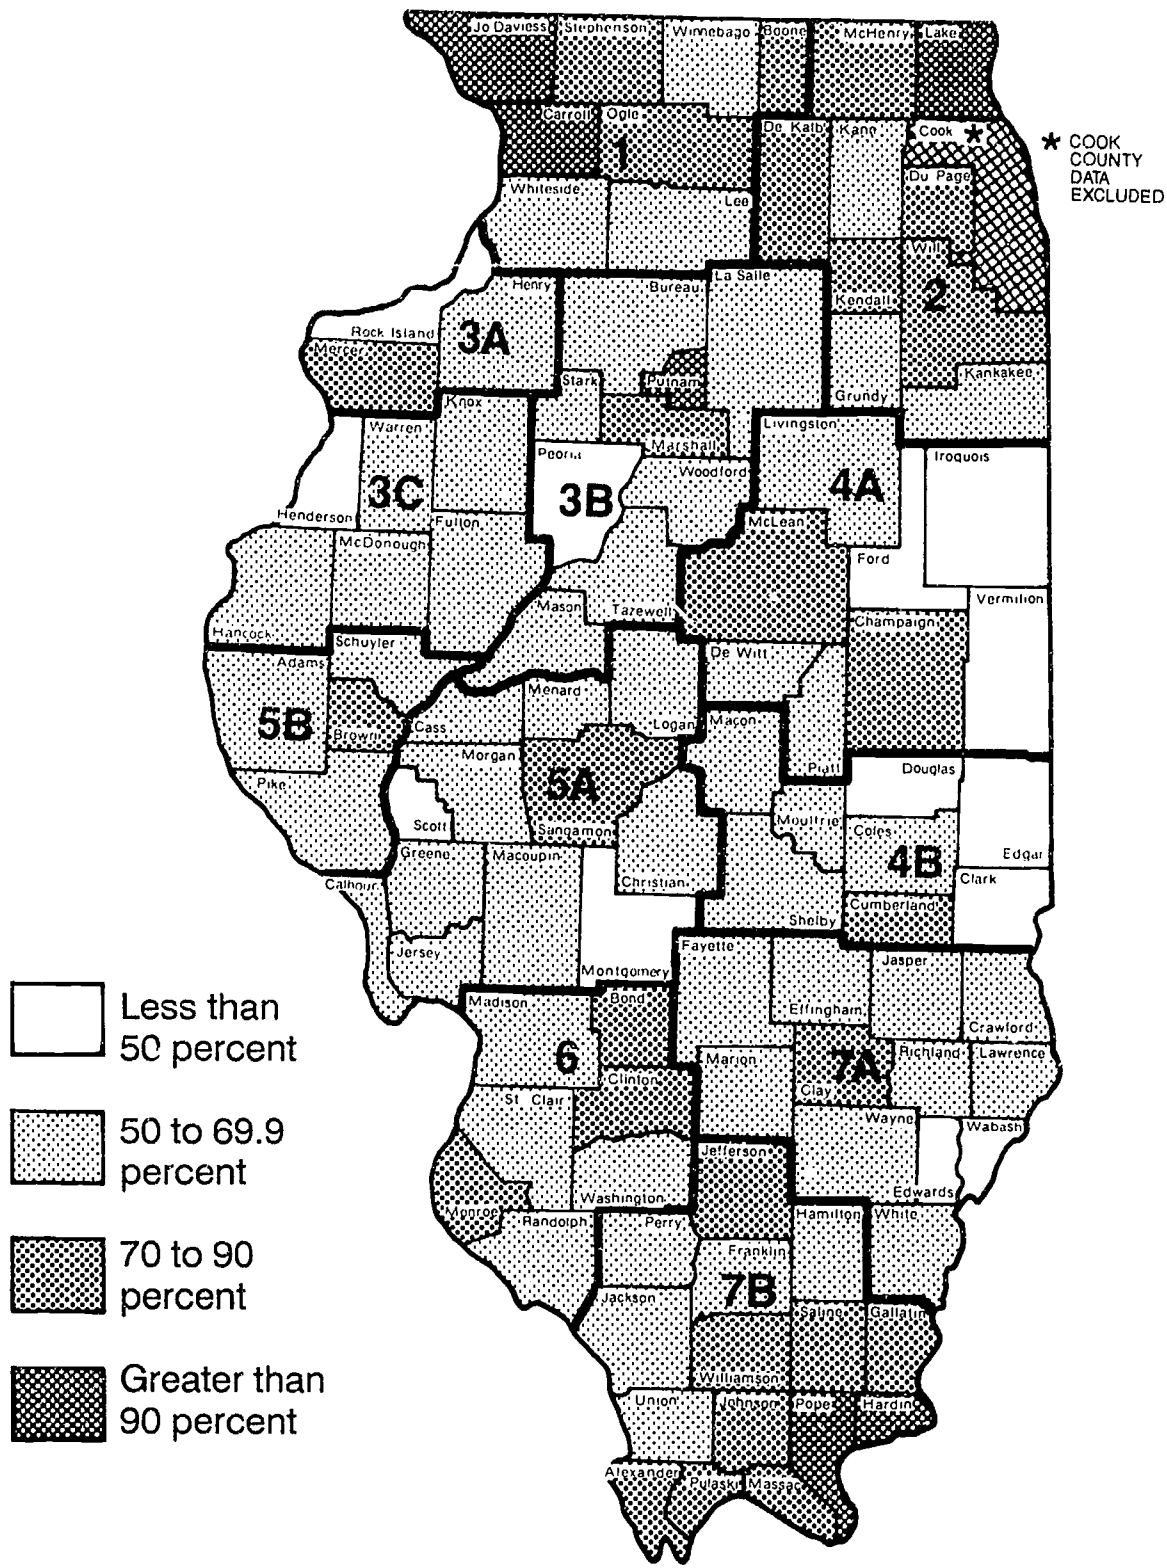 Jo Daviess
Stephenson
Winnebago
Boone
McHenry
Lake
Carroll
Ogle
De Kalb
Kane
Cook *
* COOK
COUNTY
DATA
EXCLUDED
1
Du Page
Whiteside
Lee
Will
La Salle
Henry
Bureau
Kendall
2
Rock Island
3A
Mercer
Stark
Putnam
Kankakee
Grundy
Knox
Warren
Livingston
Marshall
Peoria
Woodford
Iroquois
3C
3B
4A
Henderson
Fulton
McLean
McDonough
Ford
Mason
Tazewell
Vermilion
Champaign
Hancock
Schuyler
Adams
De Witt
Menard
5B
Brown
Cass
Logan
Macon
Morgan
Piatt
Douglas
Pike
5A
Scott
Sangamon
Moultrie
Coles
Greene
Macoupin
4B
Edgar
Calhoun
Christian
Clark
Cumberland
Shelby
Jersey
Fayette
Jasper
Montgomery
Madison
Bond
Effingham
Crawford
Less than
50 percent
6
Marion
7A
Richland
Lawrence
Clinton
Clay
St. Clair
Wayne
Wabash
50 to 69.9
percent
Jefferson
Washington
Edwards
Monroe
Randolph
Perry
Hamilton
White
Franklin
70 to 90
percent
7B
Jackson
Saline
Gallatin
Williamson
Greater than
90 percent
Union
Johnson
Pope
Hardin
Alexander
Pulaski
Massac